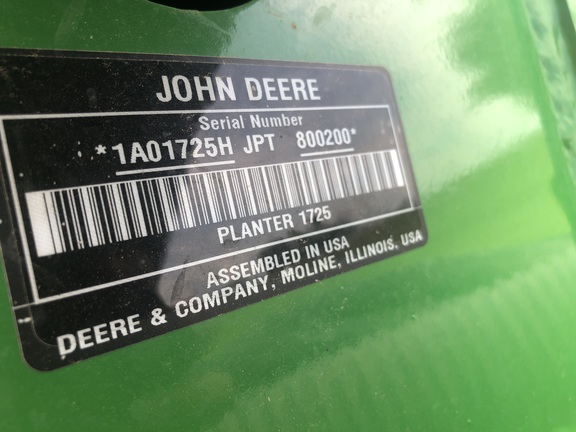 JOHN DEERE
Serial Number
*1A01725H JPT 800200*
PLANTER 1725
ASSEMBLED IN USA
DEERE & COMPANY, MOLINE, ILLINOIS, USA